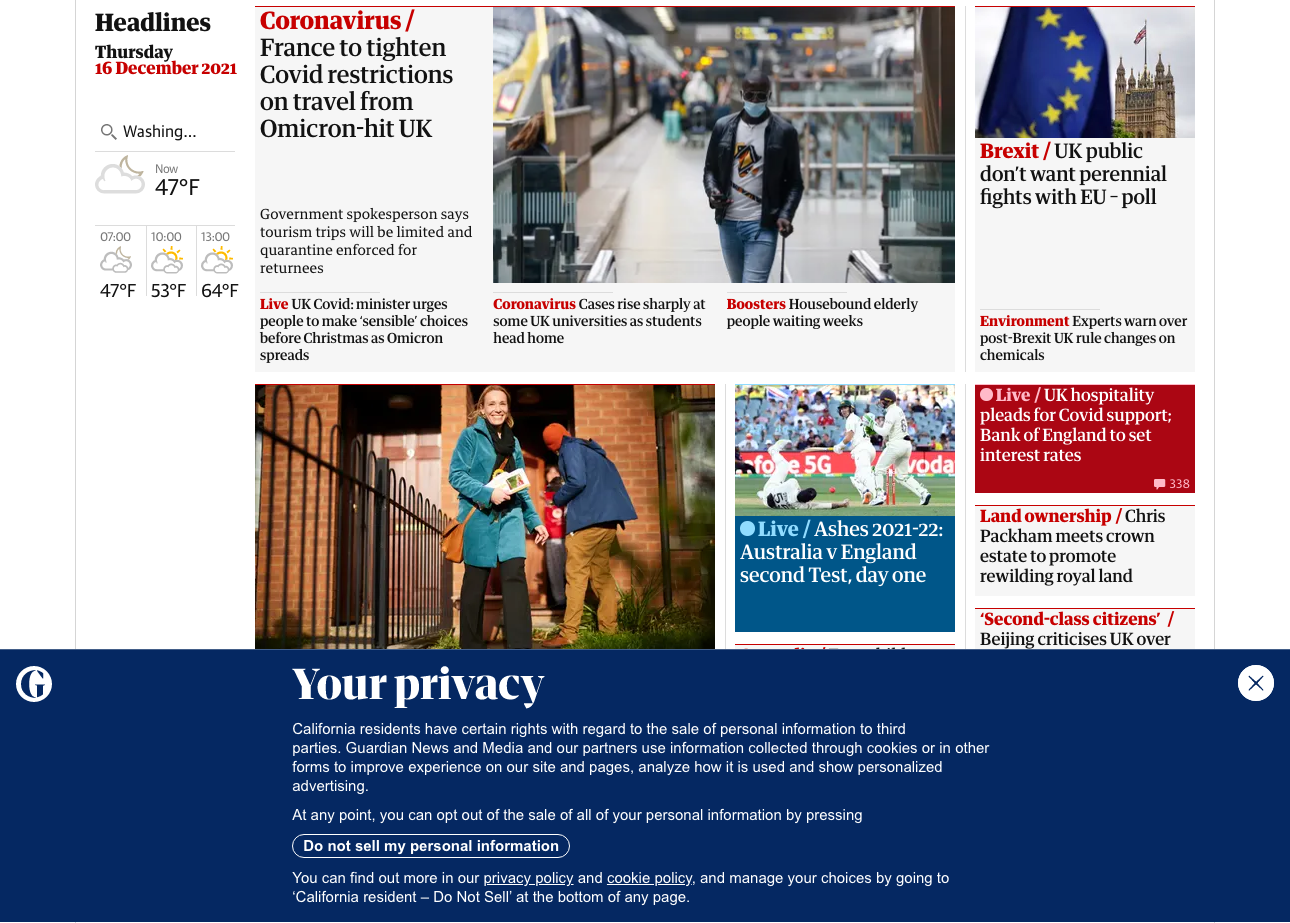 Headlines
Thursday
16 December 2021
Washing...
Now
47°F
07:00
10:00
13:00
47°F
53°F
64°F
Coronavirus /
France to tighten
Covid restrictions
on travel from
Omicron-hit UK
Government spokesperson says
tourism trips will be limited and
quarantine enforced for
returnees
Live UK Covid: minister urges
people to make ‘sensible’ choices
before Christmas as Omicron
spreads
Coronavirus Cases rise sharply at
some UK universities as students
head home
Boosters Housebound elderly
people waiting weeks
Brexit / UK public
don’t want perennial
fights with EU – poll
Environment Experts warn over
post-Brexit UK rule changes on
chemicals
5G
Live / Ashes 2021-22:
Australia v England
second Test, day one
Live / UK hospitality
pleads for Covid support;
Bank of England to set
interest rates
338
Land ownership / Chris
Packham meets crown
estate to promote
rewilding royal land
‘Second-class citizens’ /
Beijing criticises UK over
Your privacy
California residents have certain rights with regard to the sale of personal information to third
parties. Guardian News and Media and our partners use information collected through cookies or in other
forms to improve experience on our site and pages, analyze how it is used and show personalized
advertising.
At any point, you can opt out of the sale of all of your personal information by pressing
Do not sell my personal information
You can find out more in our privacy policy and cookie policy, and manage your choices by going to
‘California resident – Do Not Sell’ at the bottom of any page.